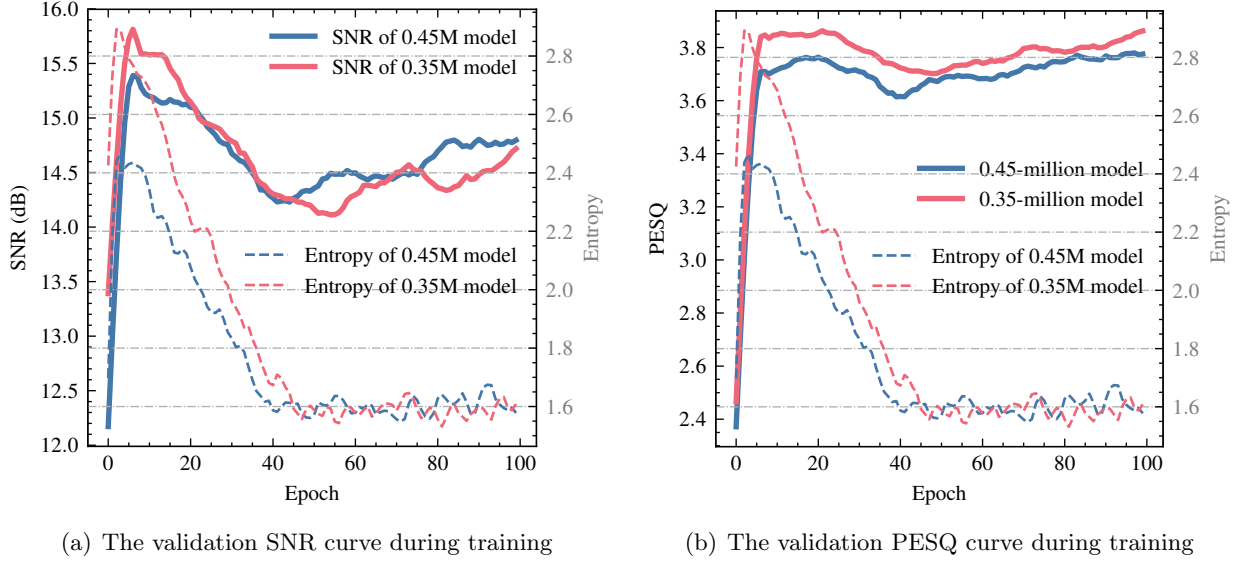 16.0
15.5
15.0
14.5
14.0
13.5
13.0
12.5
12.0
SNR (dB)
SNR of 0.45M model
SNR of 0.35M model
Entropy of 0.45M model
Entropy of 0.35M model
2.8
2.6
2.4
2.2
2.0
1.8
1.6
Entropy
0 20 40 60 80 100
Epoch
(a) The validation SNR curve during training
3.8
3.6
3.4
3.2
3.0
2.8
2.6
2.4
PESQ
0.45-million model
0.35-million model
Entropy of 0.45M model
Entropy of 0.35M model
2.8
2.6
2.4
2.2
2.0
1.8
1.6
Entropy
0 20 40 60 80 100
Epoch
(b) The validation PESQ curve during training